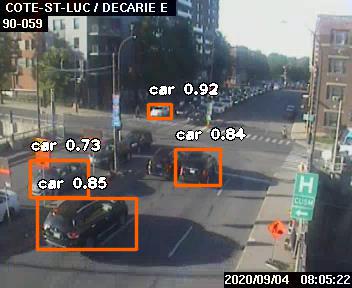 COTE-ST-LUC / DECARIE E
90-059
car 0.92
car 0.84
car 0.73
car 0.85
H
CUSM
2020/09/04 08:05:22